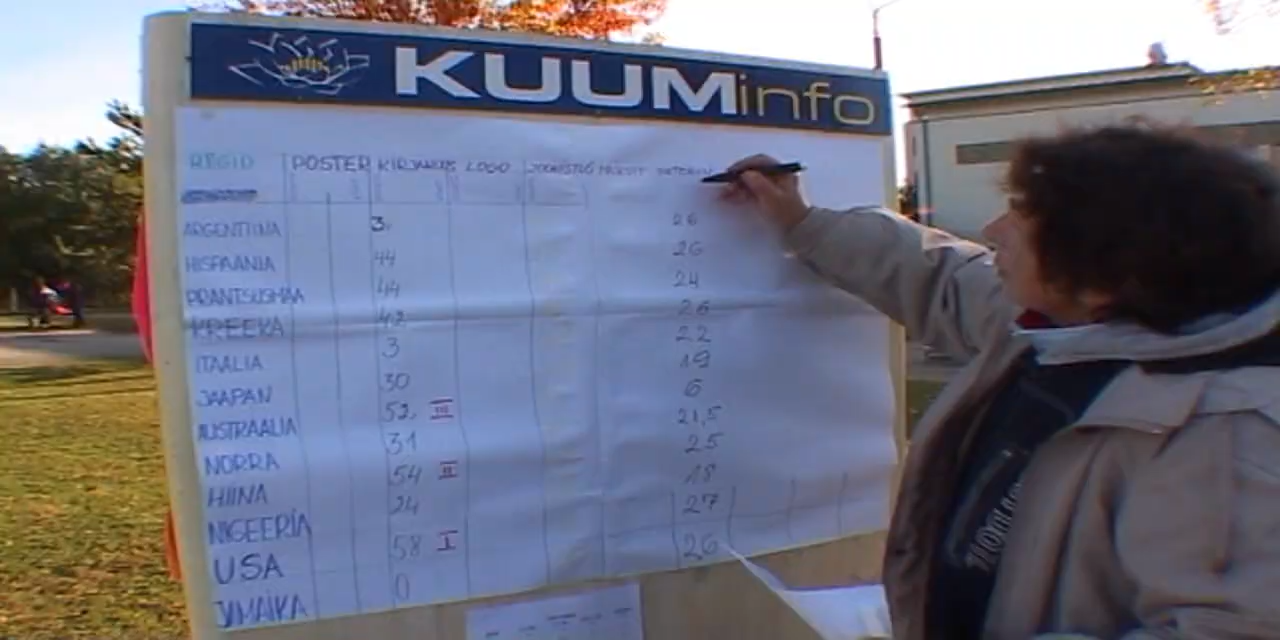 KUUMinfo
REGID POSTER KIRJAND LOGO
ARGENTIINA 3. 26
HISPAANIA 44 26
PRANTSUSMAA 44 24
KREEKA 42 26
ITAALIA 3 22
JAAPAN 30 19
AUSTRAALIA 52. III 6
NORRA 31 21,5
HIINA 54 II 25
NIGEERIA 24 18
USA 58 I 27
JAMAIKA 0 26